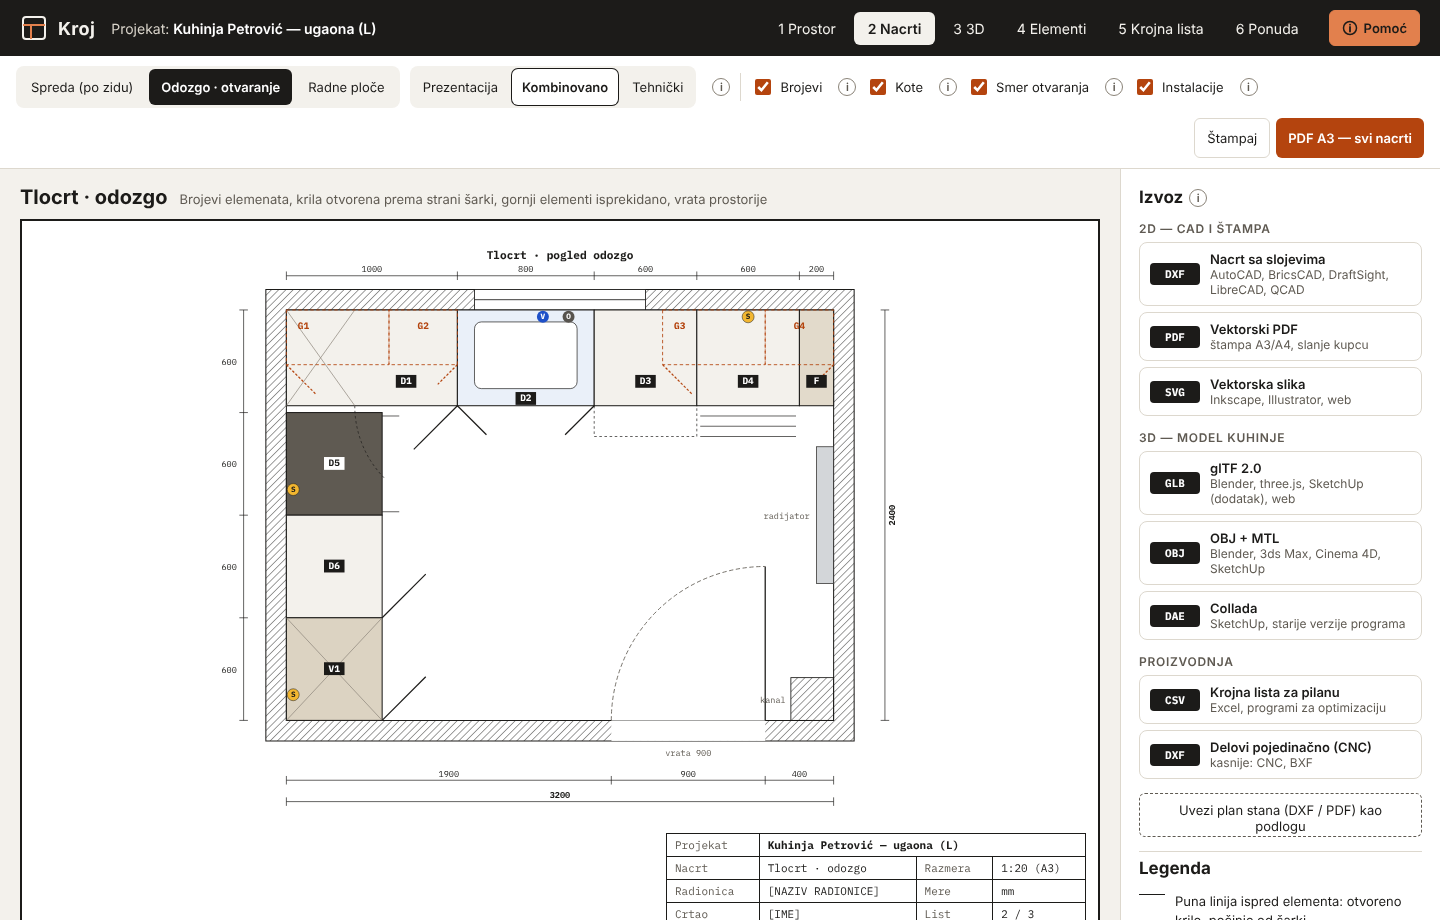 Kroj
Projekat: Kuhinja Petrović — ugaona (L)
1 Prostor
2 Nacrti
3 3D
4 Elementi
5 Krojna lista
6 Ponuda
i Pomoć
Spreda (po zidu)
Odozgo · otvaranje
Radne ploče
Prezentacija
Kombinovano
Tehnički
i
Brojevi
i
Kote
i
Smer otvaranja
i
Instalacije
i
Štampaj
PDF A3 — svi nacrti
Tlocrt · odozgo
Brojevi elemenata, krila otvorena prema strani šarki, gornji elementi isprekidano, vrata prostorije
Tlocrt · pogled odozgo
1000
800
600
600
200
V
O
S
G1
G2
G3
G4
D1
D2
D3
D4
F
600
600
600
600
D5
S
D6
V1
S
radijator
2400
kanal
vrata 900
1900
900
400
3200
Projekat
Kuhinja Petrović — ugaona (L)
Nacrt
Tlocrt · odozgo
Razmera
1:20 (A3)
Radionica
[NAZIV RADIONICE]
Mere
mm
Crtao
[IME]
List
2 / 3
Izvoz
i
2D — CAD I ŠTAMPA
DXF
Nacrt sa slojevima
AutoCAD, BricsCAD, DraftSight,
LibreCAD, QCAD
PDF
Vektorski PDF
štampa A3/A4, slanje kupcu
SVG
Vektorska slika
Inkscape, Illustrator, web
3D — MODEL KUHINJE
GLB
glTF 2.0
Blender, three.js, SketchUp
(dodatak), web
OBJ
OBJ + MTL
Blender, 3ds Max, Cinema 4D,
SketchUp
DAE
Collada
SketchUp, starije verzije programa
PROIZVODNJA
CSV
Krojna lista za pilanu
Excel, programi za optimizaciju
DXF
Delovi pojedinačno (CNC)
kasnije: CNC, BXF
Uvezi plan stana (DXF / PDF) kao
podlogu
Legenda
Puna linija ispred elementa: otvoreno
krilo, počinje od šarki